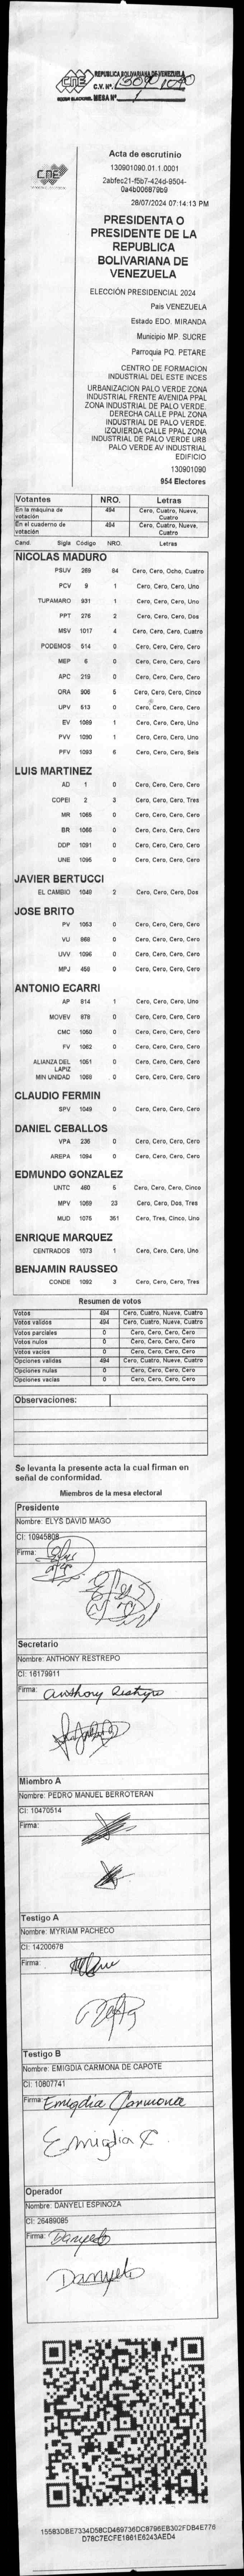 CNE
REPUBLICA BOLIVARIANA DE VENEZUELA
C.V. Nº.
MESA Nº.
CNE
Acta de escrutinio
130901090.01.1.0001
2abfec21-f5b7-424d-9504-
0a4b006879b9
28/07/2024 07:14:13 PM
PRESIDENTA O
PRESIDENTE DE LA
REPUBLICA
BOLIVARIANA DE
VENEZUELA
ELECCIÓN PRESIDENCIAL 2024
País VENEZUELA
Estado EDO. MIRANDA
Municipio MP. SUCRE
Parroquia PQ. PETARE
CENTRO DE FORMACION
INDUSTRIAL DEL ESTE INCES
URBANIZACION PALO VERDE ZONA
INDUSTRIAL FRENTE AVENIDA PPAL
ZONA INDUSTRIAL DE PALO VERDE.
DERECHA CALLE PPAL ZONA
INDUSTRIAL DE PALO VERDE.
IZQUIERDA CALLE PPAL ZONA
INDUSTRIAL DE PALO VERDE URB
PALO VERDE AV INDUSTRIAL
EDIFICIO
130901090
954 Electores
Votantes NRO. Letras
En la máquina de votación 494 Cero, Cuatro, Nueve, Cuatro
En el cuaderno de votación 494 Cero, Cuatro, Nueve, Cuatro
Cand. Sigla Código NRO. Letras
NICOLAS MADURO
PSUV 269 84 Cero, Cero, Ocho, Cuatro
PCV 9 1 Cero, Cero, Cero, Uno
TUPAMARO 931 1 Cero, Cero, Cero, Uno
PPT 276 2 Cero, Cero, Cero, Dos
MSV 1017 4 Cero, Cero, Cero, Cuatro
PODEMOS 514 0 Cero, Cero, Cero, Cero
MEP 6 0 Cero, Cero, Cero, Cero
APC 219 0 Cero, Cero, Cero, Cero
ORA 906 5 Cero, Cero, Cero, Cinco
UPV 513 0 Cero, Cero, Cero, Cero
EV 1089 1 Cero, Cero, Cero, Uno
PVV 1090 1 Cero, Cero, Cero, Uno
PFV 1093 6 Cero, Cero, Cero, Seis
LUIS MARTINEZ
AD 1 0 Cero, Cero, Cero, Cero
COPEI 2 3 Cero, Cero, Cero, Tres
MR 1065 0 Cero, Cero, Cero, Cero
BR 1066 0 Cero, Cero, Cero, Cero
DDP 1091 0 Cero, Cero, Cero, Cero
UNE 1095 0 Cero, Cero, Cero, Cero
JAVIER BERTUCCI
EL CAMBIO 1040 2 Cero, Cero, Cero, Dos
JOSE BRITO
PV 1053 0 Cero, Cero, Cero, Cero
VU 868 0 Cero, Cero, Cero, Cero
UVV 1096 0 Cero, Cero, Cero, Cero
MPJ 458 0 Cero, Cero, Cero, Cero
ANTONIO ECARRI
AP 814 1 Cero, Cero, Cero, Uno
MOVEV 878 0 Cero, Cero, Cero, Cero
CMC 1050 0 Cero, Cero, Cero, Cero
FV 1062 0 Cero, Cero, Cero, Cero
ALIANZA DEL LAPIZ 1051 0 Cero, Cero, Cero, Cero
MIN UNIDAD 1088 0 Cero, Cero, Cero, Cero
CLAUDIO FERMIN
SPV 1049 0 Cero, Cero, Cero, Cero
DANIEL CEBALLOS
VPA 236 0 Cero, Cero, Cero, Cero
AREPA 1094 0 Cero, Cero, Cero, Cero
EDMUNDO GONZALEZ
UNTC 480 5 Cero, Cero, Cero, Cinco
MPV 1069 23 Cero, Cero, Dos, Tres
MUD 1075 351 Cero, Tres, Cinco, Uno
ENRIQUE MARQUEZ
CENTRADOS 1073 1 Cero, Cero, Cero, Uno
BENJAMIN RAUSSEO
CONDE 1092 3 Cero, Cero, Cero, Tres
Resumen de votos
Votos 494 Cero, Cuatro, Nueve, Cuatro
Votos validos 494 Cero, Cuatro, Nueve, Cuatro
Votos parciales 0 Cero, Cero, Cero, Cero
Votos nulos 0 Cero, Cero, Cero, Cero
Votos vacios 0 Cero, Cero, Cero, Cero
Opciones validas 494 Cero, Cuatro, Nueve, Cuatro
Opciones nulas 0 Cero, Cero, Cero, Cero
Opciones vacias 0 Cero, Cero, Cero, Cero
Observaciones:
Se levanta la presente acta la cual firman en
señal de conformidad.
Miembros de la mesa electoral
Presidente
Nombre: ELYS DAVID MAGO
CI: 10945808
Firma:
Secretario
Nombre: ANTHONY RESTREPO
CI: 16179911
Firma: Anthony Restrepo
Miembro A
Nombre: PEDRO MANUEL BERROTERAN
CI: 10470514
Firma:
Testigo A
Nombre: MYRIAM PACHECO
CI: 14200678
Firma:
Testigo B
Nombre: EMIGDIA CARMONA DE CAPOTE
CI: 10807741
Firma: Emigdia Carmona
Emigdia C.
Operador
Nombre: DANYELI ESPINOZA
CI: 26489085
Firma: Danyeli
Danyeli
15583DBE7334D58CD469736DC8796EB302FDB4E776
D78C7ECFE1861E6243AED4